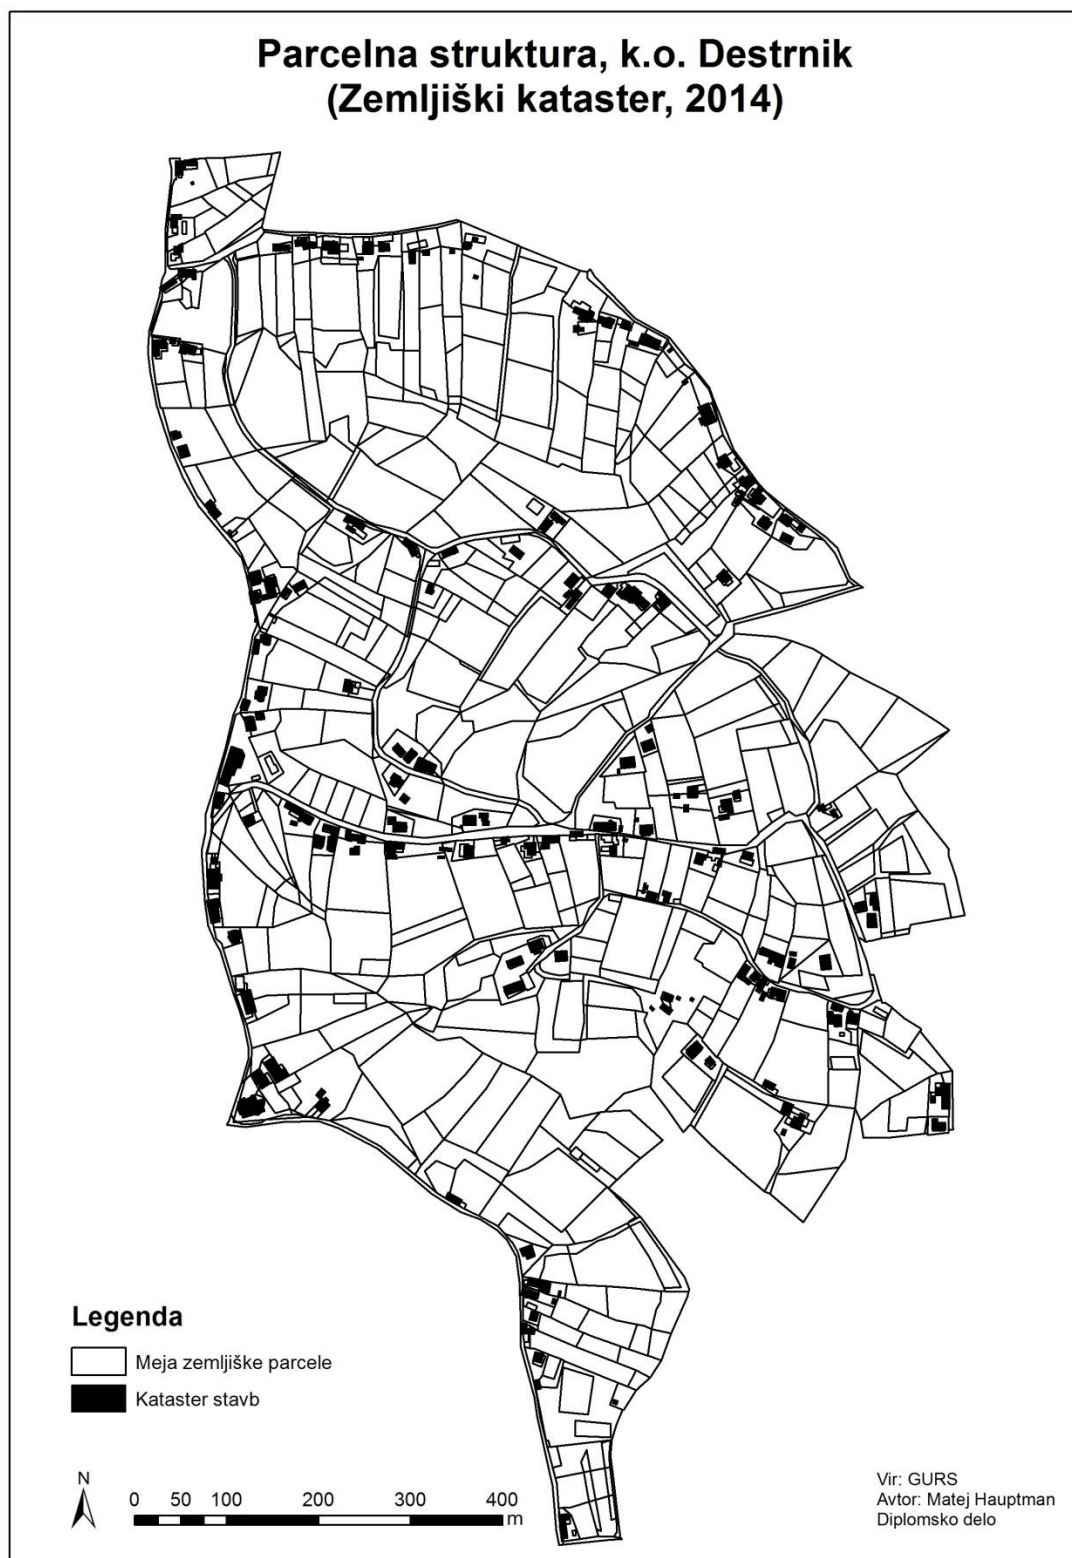 Parcelna struktura, k.o. Destrnik
(Zemljiški kataster, 2014)
Legenda
Meja zemljiške parcele
Kataster stavb
N
0 50 100 200 300 400
m
Vir: GURS
Avtor: Matej Hauptman
Diplomsko delo